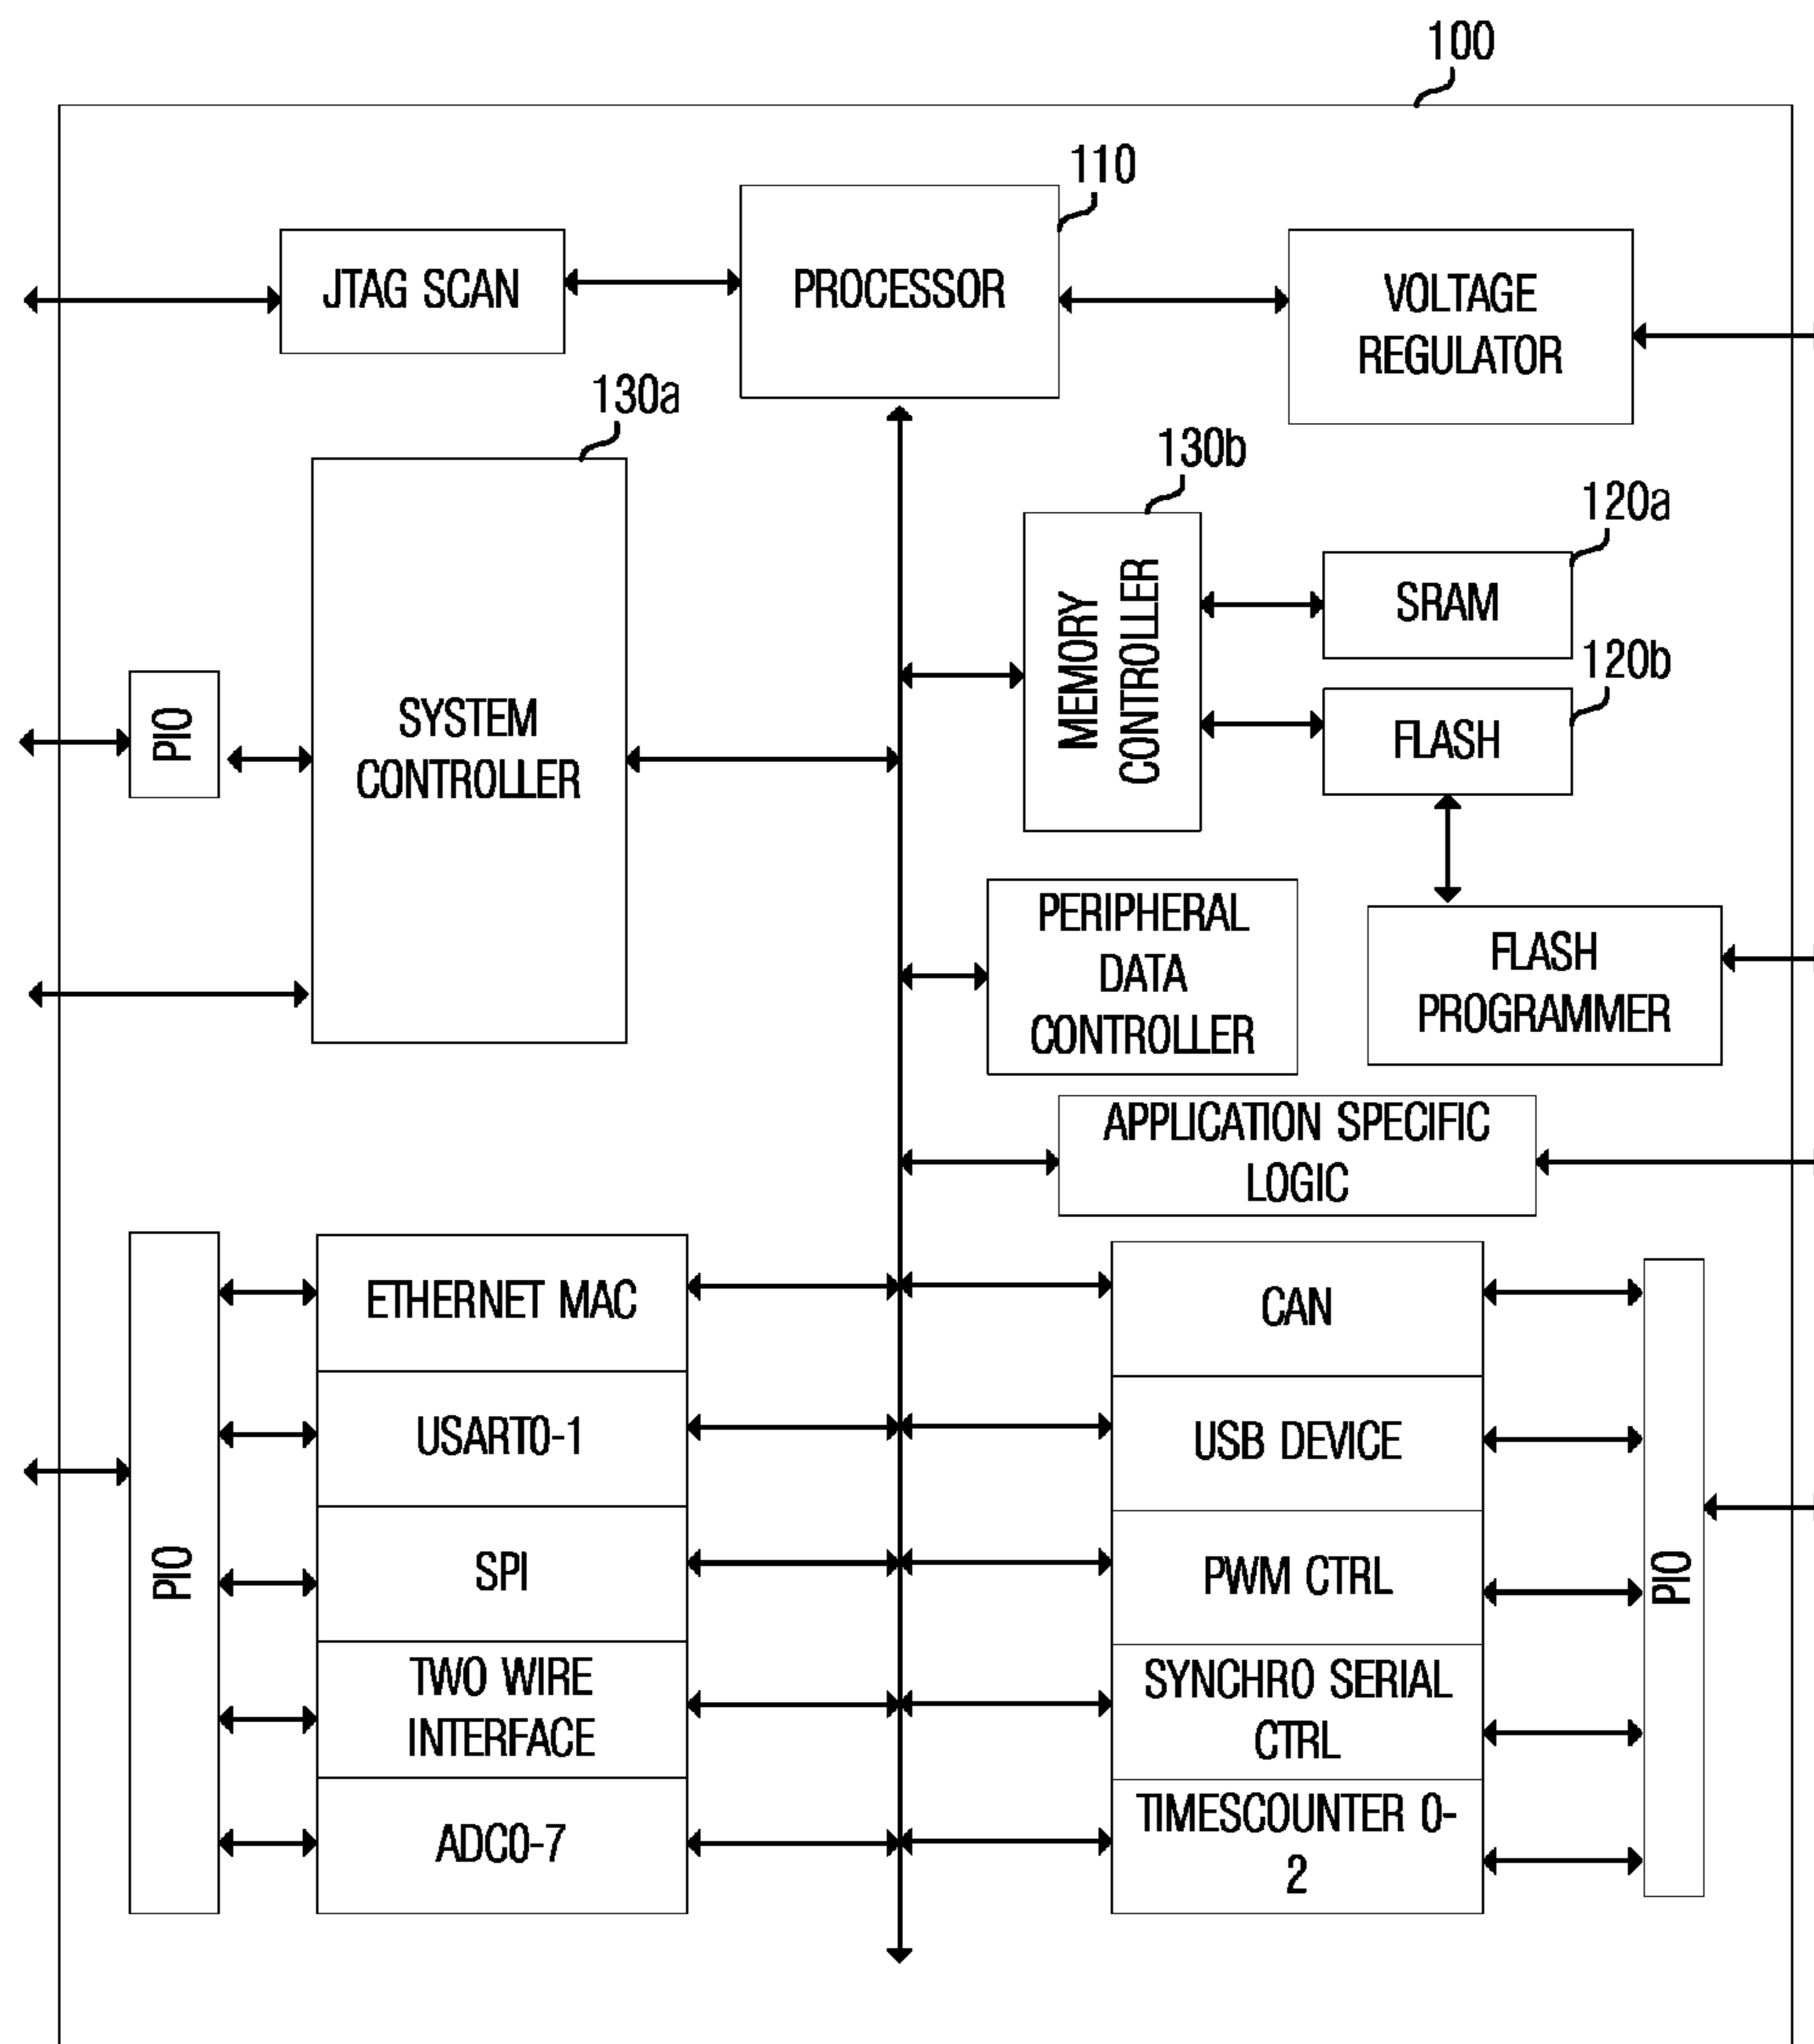 100
110
JTAG SCAN
PROCESSOR
VOLTAGE
REGULATOR
130a
130b
120a
SRAM
120b
FLASH
MEMORY
CONTROLLER
PIO
SYSTEM
CONTROLLER
PERIPHERAL
DATA
CONTROLLER
FLASH
PROGRAMMER
APPLICATION SPECIFIC
LOGIC
PIO
ETHERNET MAC
USART0-1
SPI
TWO WIRE
INTERFACE
ADC0-7
CAN
USB DEVICE
PWM CTRL
SYNCHRO SERIAL
CTRL
TIMESCOUNTER 0-
2
PIO